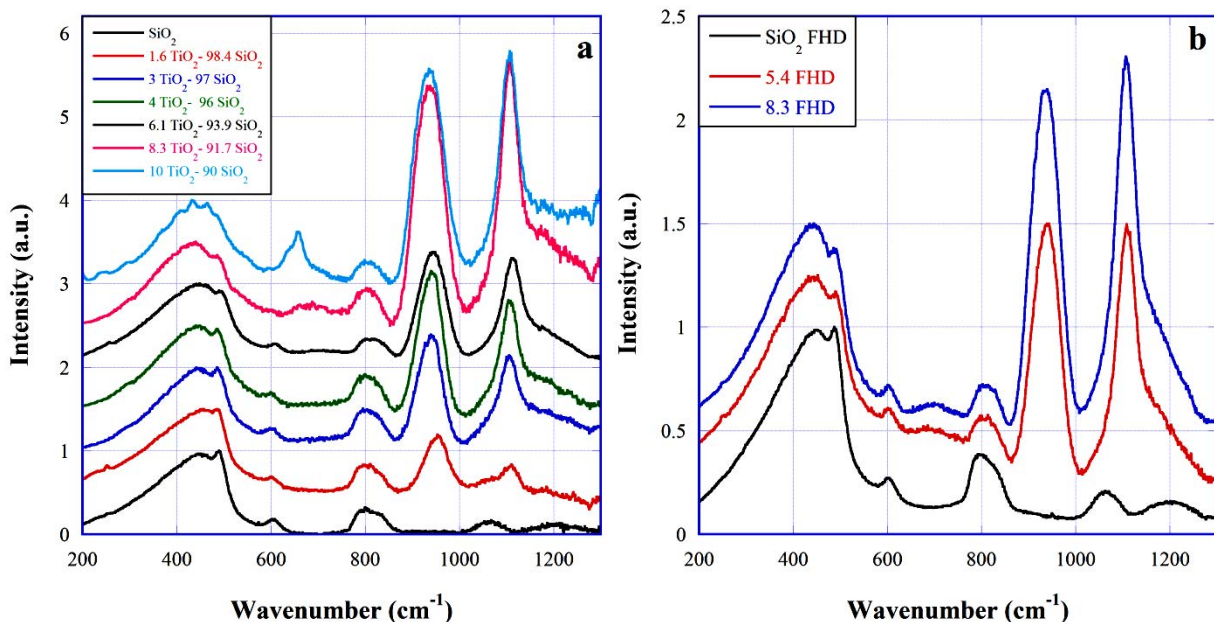 a
6
5
4
3
2
1
0
Intensity (a.u.)
SiO₂
1.6 TiO₂- 98.4 SiO₂
3 TiO₂- 97 SiO₂
4 TiO₂- 96 SiO₂
6.1 TiO₂- 93.9 SiO₂
8.3 TiO₂- 91.7 SiO₂
10 TiO₂- 90 SiO₂
200 400 600 800 1000 1200
Wavenumber (cm⁻¹)
b
2.5
2
1.5
1
0.5
0
Intensity (a.u.)
SiO₂ FHD
5.4 FHD
8.3 FHD
200 400 600 800 1000 1200
Wavenumber (cm⁻¹)